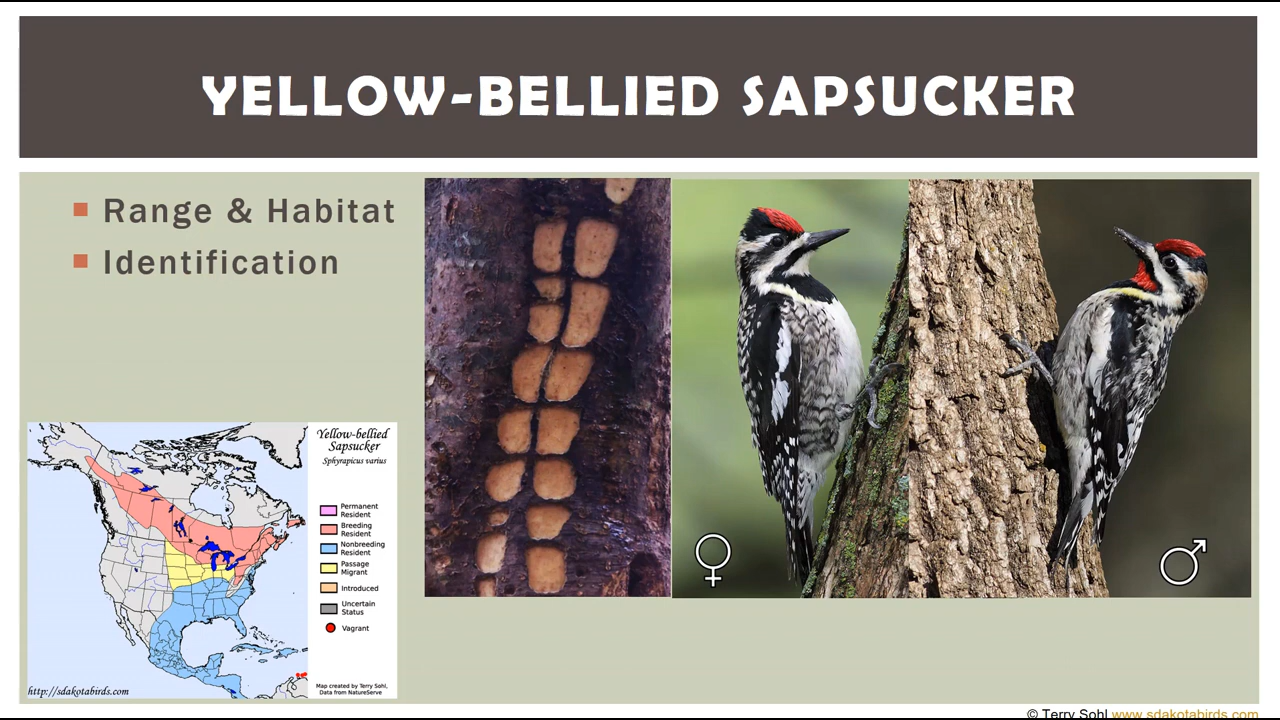 YELLOW-BELLIED SAPSUCKER
Range & Habitat
Identification
Yellow-bellied
Sapsucker
Sphyrapicus varius
Permanent
Resident
Breeding
Resident
Nonbreeding
Resident
Passage
Migrant
Introduced
Uncertain
Status
Vagrant
Map created by Terry Sohl,
Data from NatureServe
http://sdakotabirds.com
♀
♂
© Terry Sohl www.sdakotabirds.com